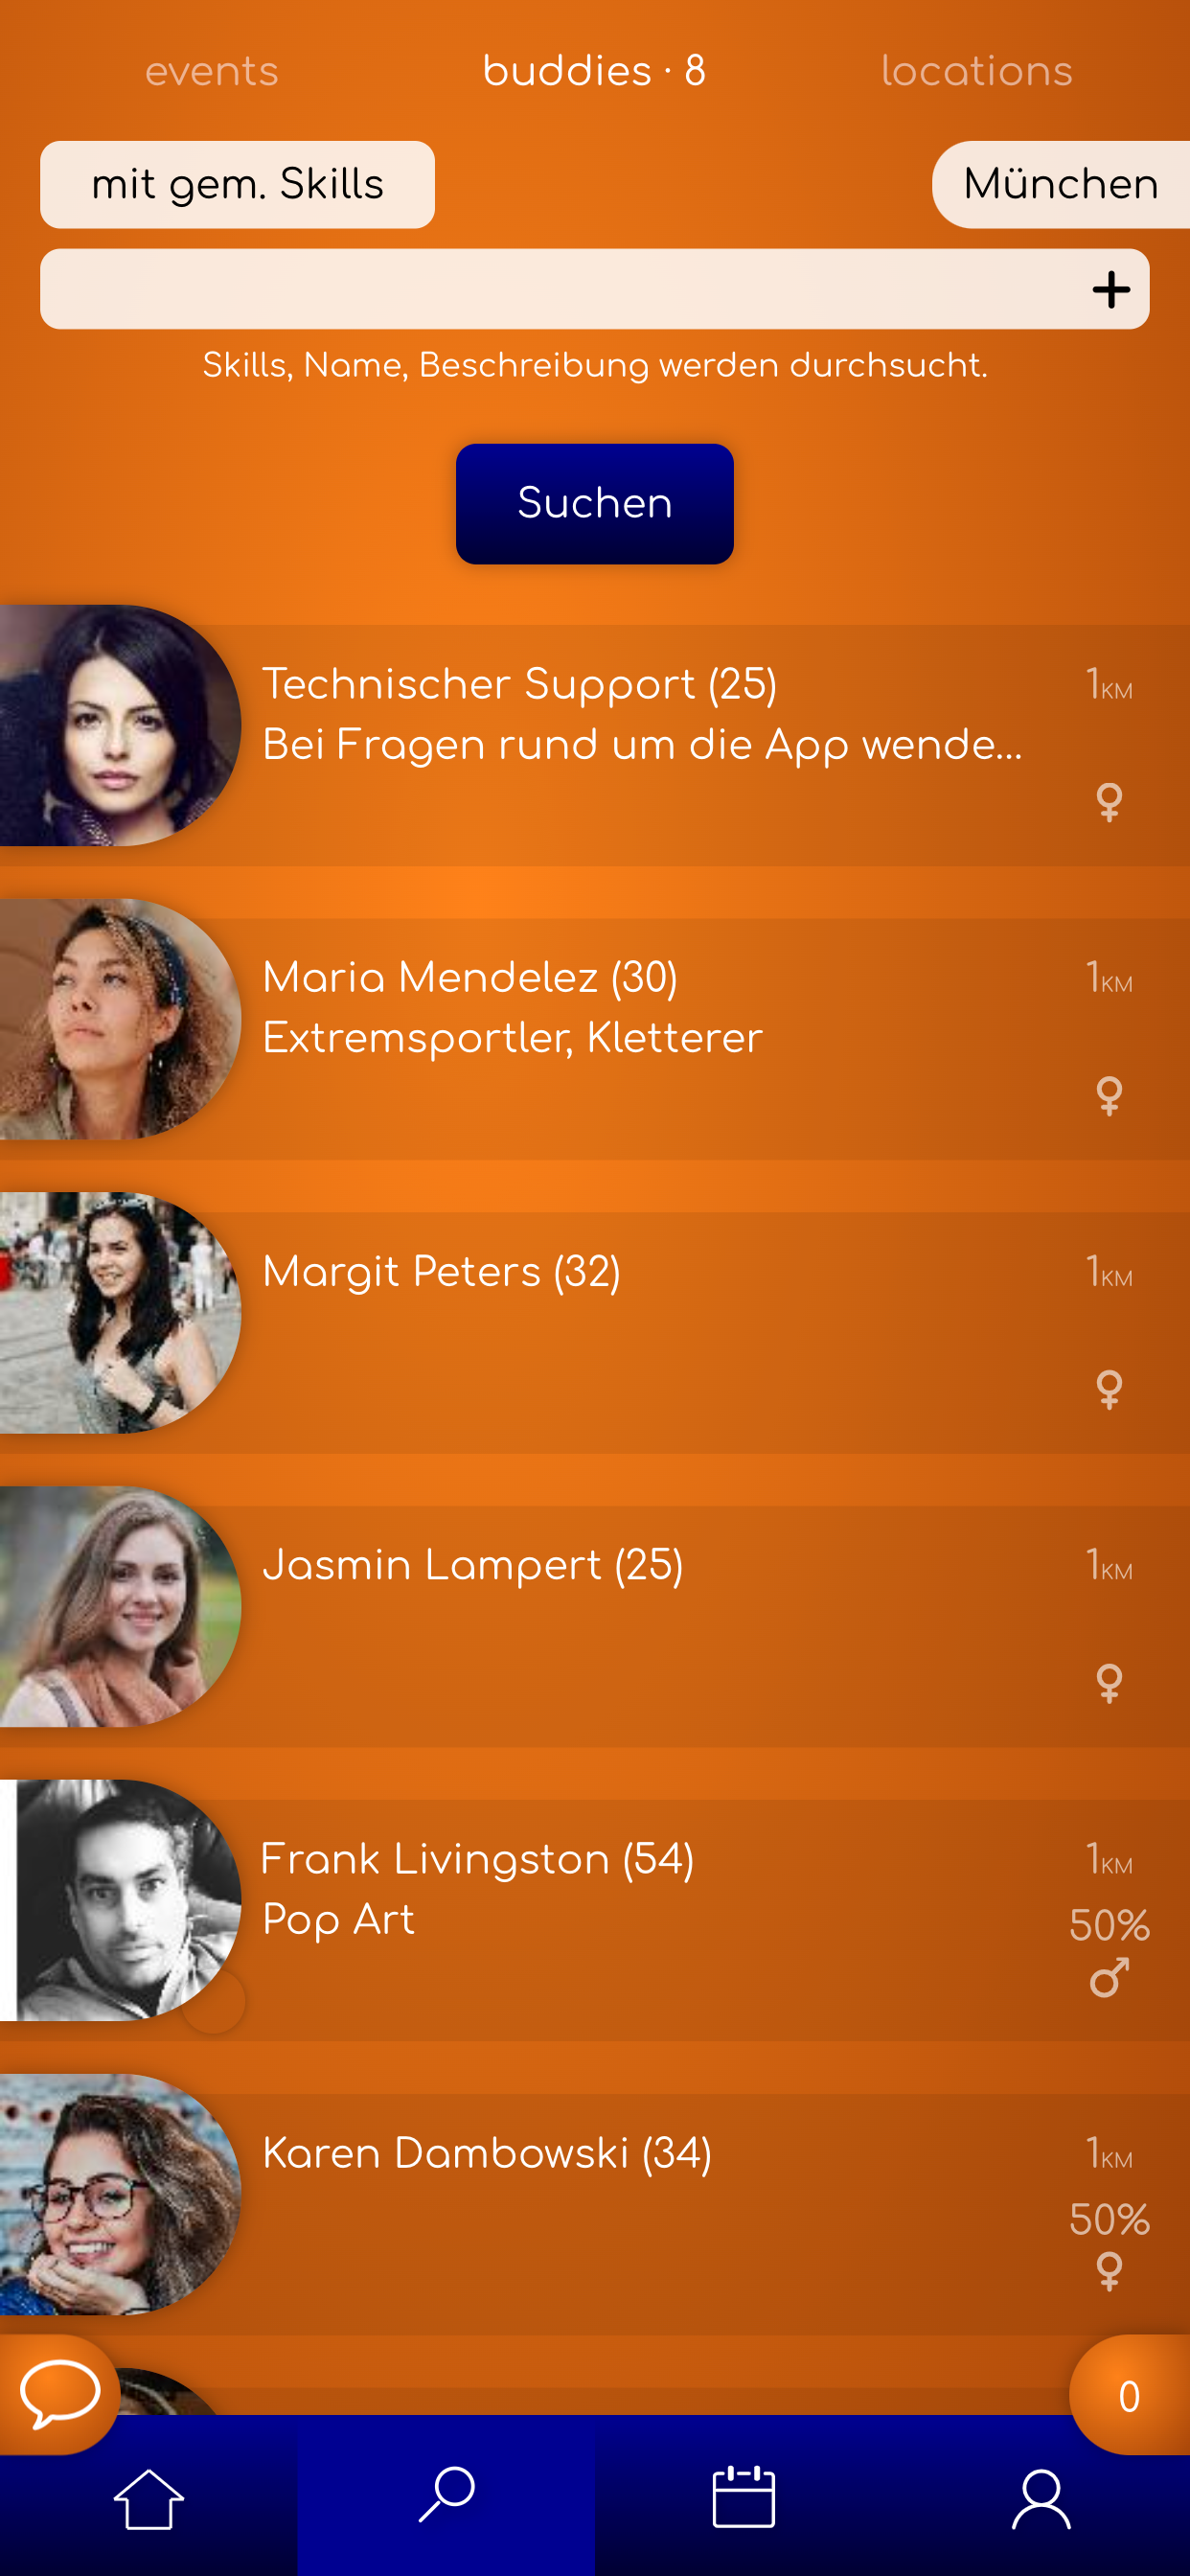 events buddies · 8 locations
mit gem. Skills München
Skills, Name, Beschreibung werden durchsucht.
Suchen
Technischer Support (25) 1KM
Bei Fragen rund um die App wende...
Maria Mendelez (30) 1KM
Extremsportler, Kletterer
Margit Peters (32) 1KM
Jasmin Lampert (25) 1KM
Frank Livingston (54) 1KM
Pop Art 50%
Karen Dambowski (34) 1KM
50%
0